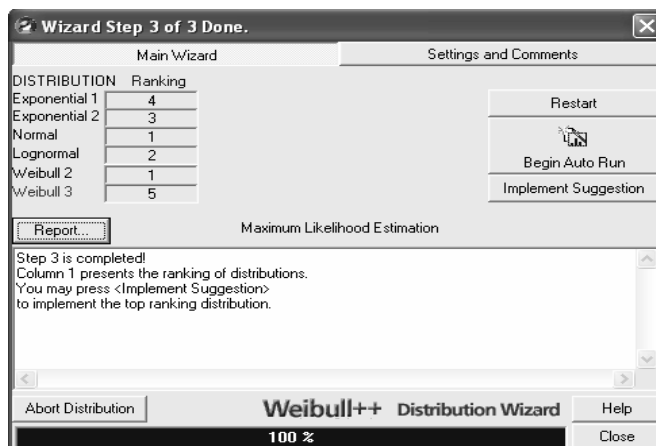 Wizard Step 3 of 3 Done.
Main Wizard
Settings and Comments
DISTRIBUTION Ranking
Exponential 1 4
Exponential 2 3
Normal 1
Lognormal 2
Weibull 2 1
Weibull 3 5
Restart
Begin Auto Run
Implement Suggestion
Report...
Maximum Likelihood Estimation
Step 3 is completed!
Column 1 presents the ranking of distributions.
You may press <Implement Suggestion>
to implement the top ranking distribution.
Abort Distribution
Weibull++ Distribution Wizard
Help
100 %
Close